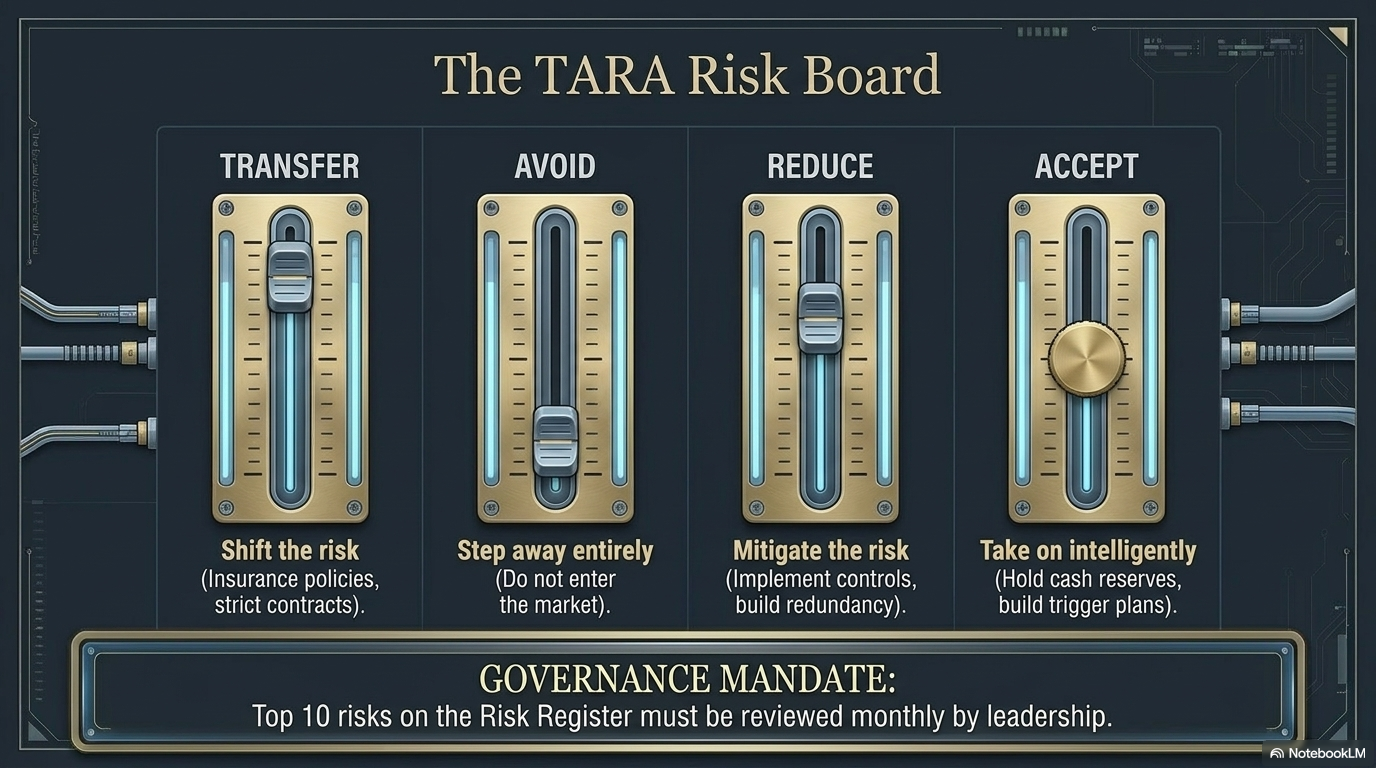 The TARA Risk Board
TRANSFER
AVOID
REDUCE
ACCEPT
Shift the risk
(Insurance policies,
strict contracts).
Step away entirely
(Do not enter
the market).
Mitigate the risk
(Implement controls,
build redundancy).
Take on intelligently
(Hold cash reserves,
build trigger plans).
GOVERNANCE MANDATE:
Top 10 risks on the Risk Register must be reviewed monthly by leadership.
NotebookLM